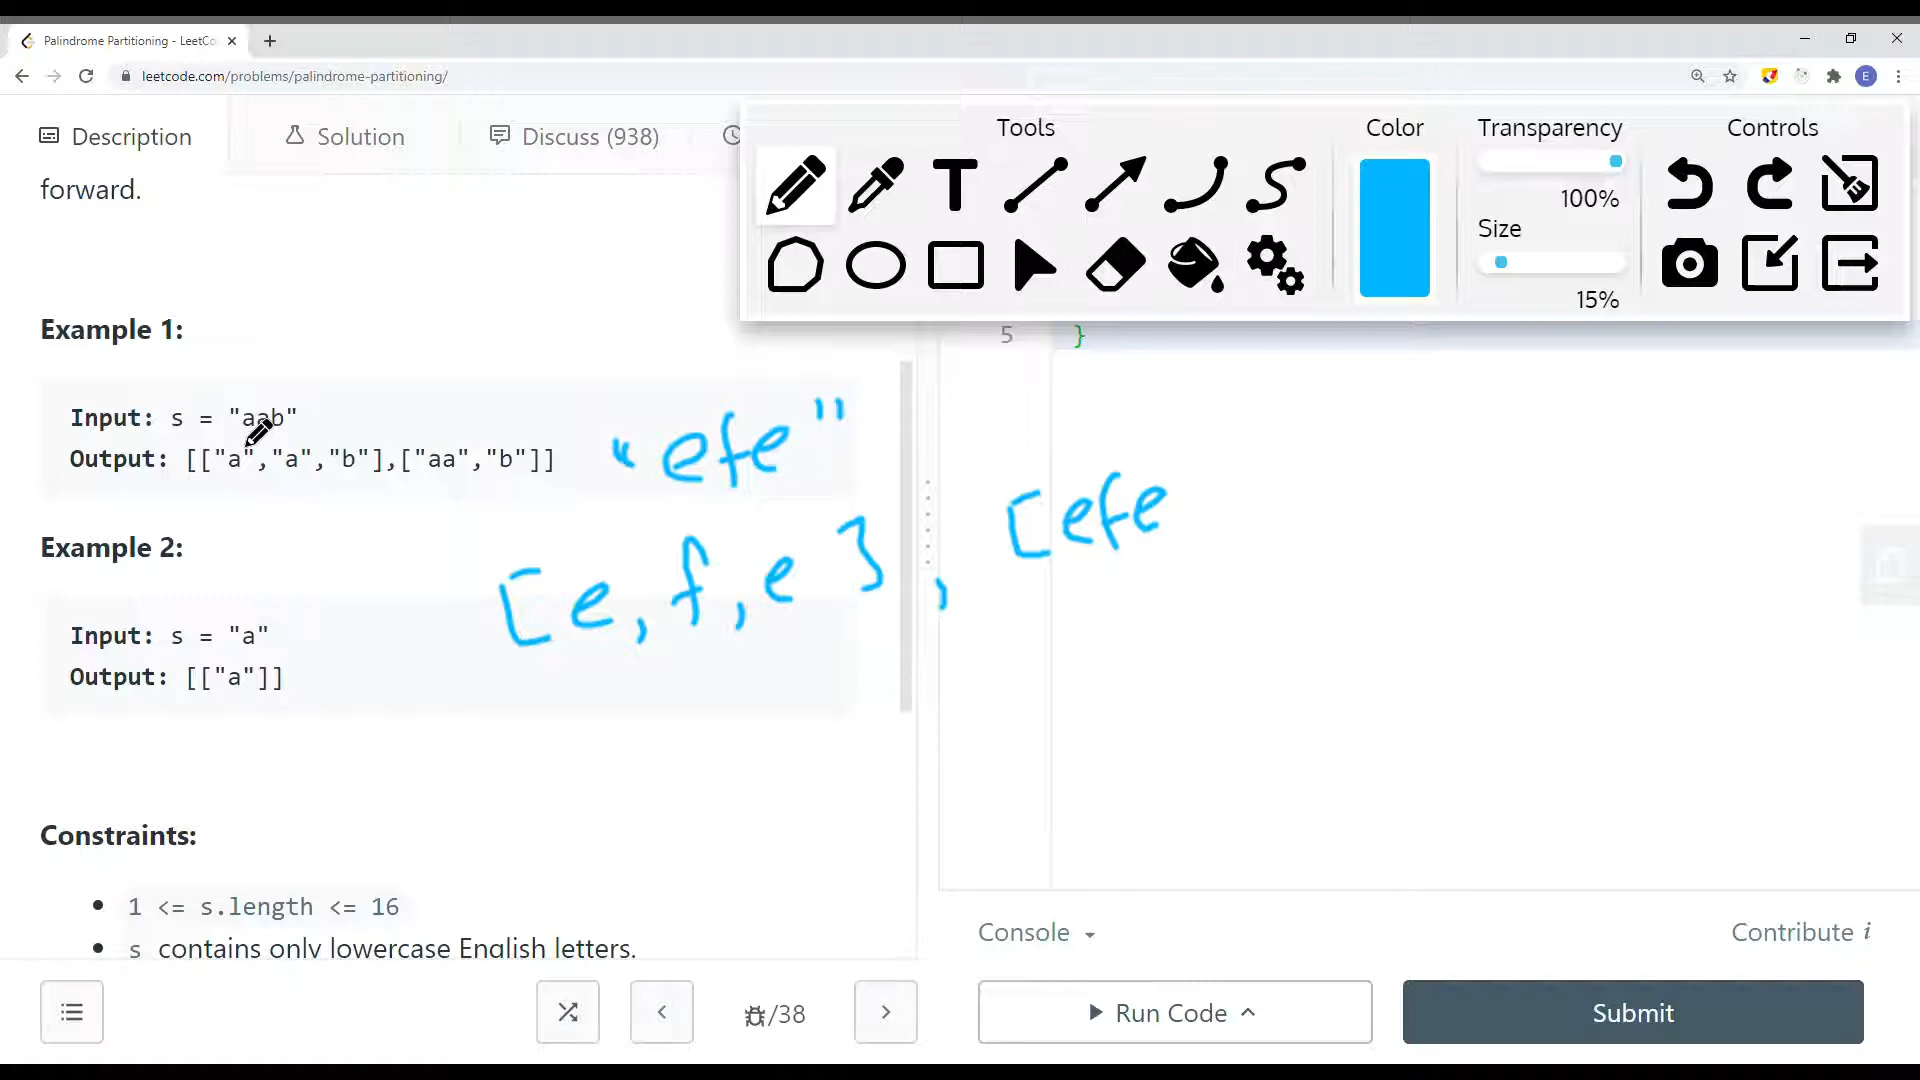 Palindrome Partitioning - LeetCo
leetcode.com/problems/palindrome-partitioning/
E
Description
Solution
Discuss (938)
Tools
Color
Transparency
Controls
100%
Size
15%
T
forward.
5 }
Example 1:
Input: s = "aab"
Output: [["a","a","b"],["aa","b"]]
"efe"
[e, f, e], [efe
Example 2:
Input: s = "a"
Output: [["a"]]
Constraints:
1 <= s.length <= 16
s contains only lowercase English letters.
Console
Contribute i
/38
Run Code
Submit